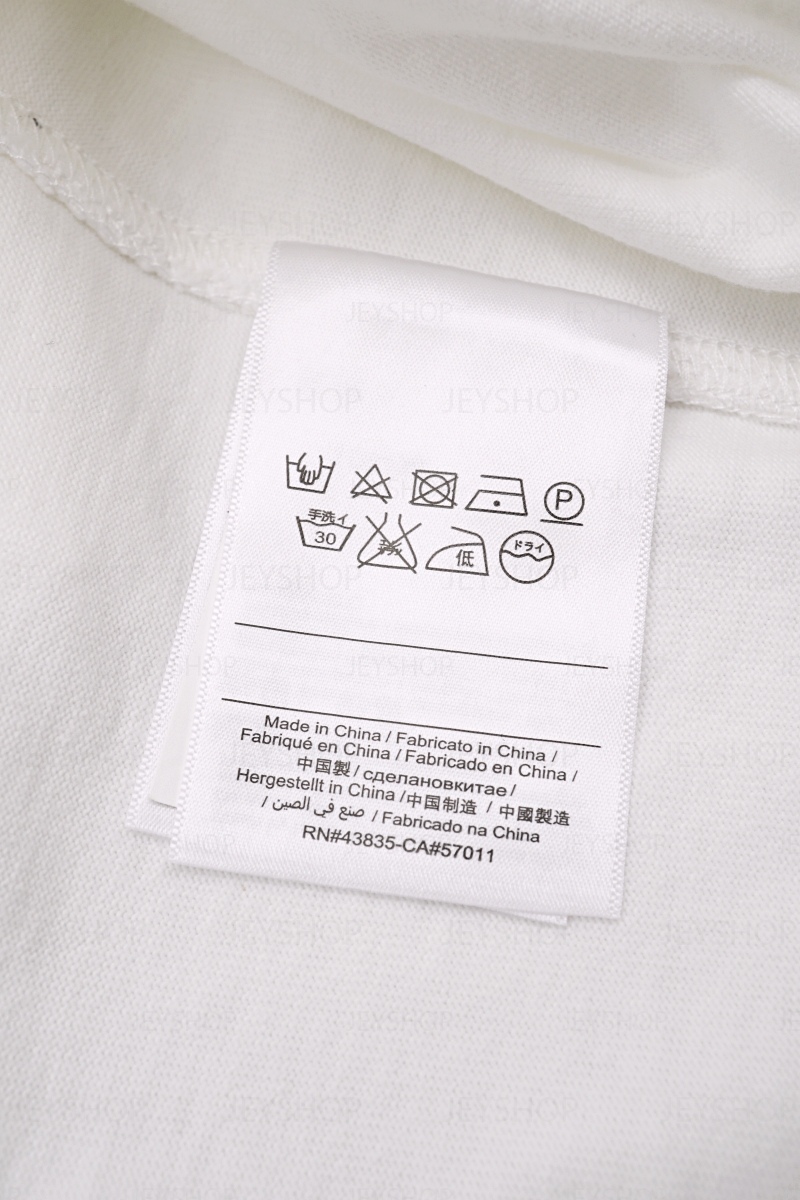 P
手洗イ
30
低
ドライ
Made in China / Fabricato in China /
Fabriqué en China / Fabricado en China /
中国製 / сделановкитае /
Hergestellt in China /中国制造 / 中國製造
/ صنع في الصين / Fabricado na China
RN#43835-CA#57011
JEYSHOP